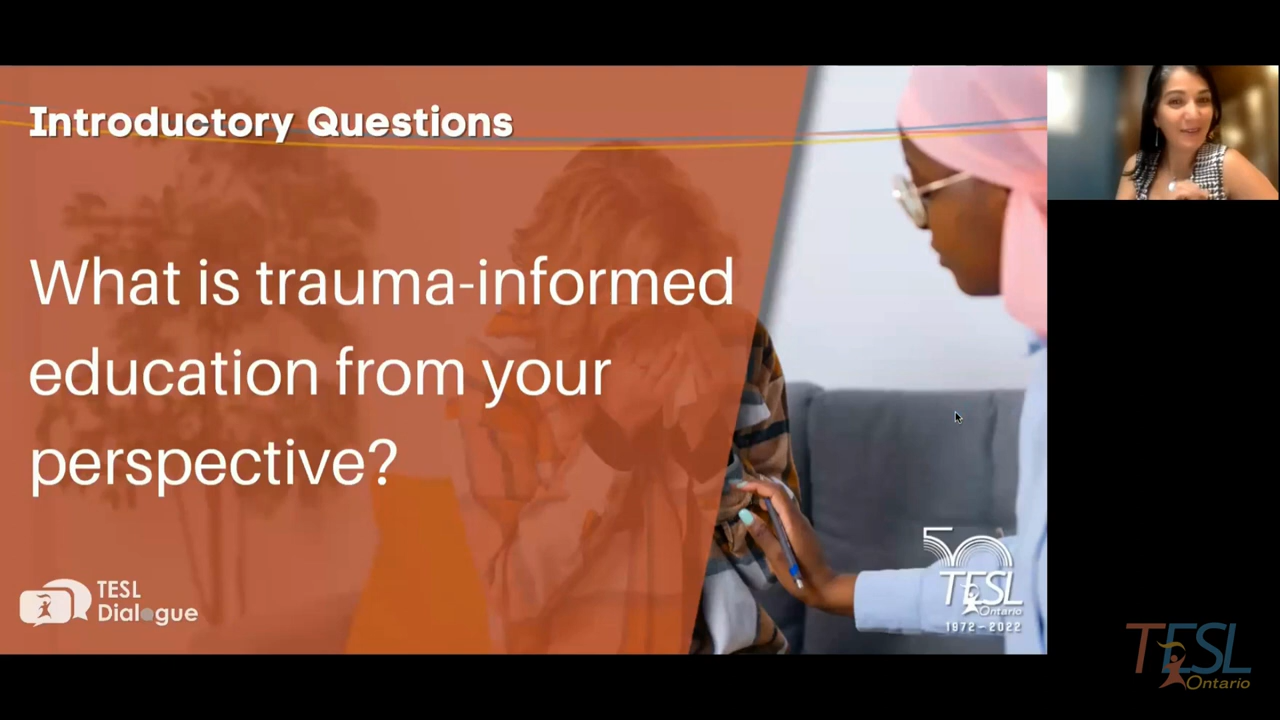 Introductory Questions
What is trauma-informed
education from your
perspective?
TESL
Dialogue
50
TESL
Ontario
1972 – 2022
TESL
Ontario